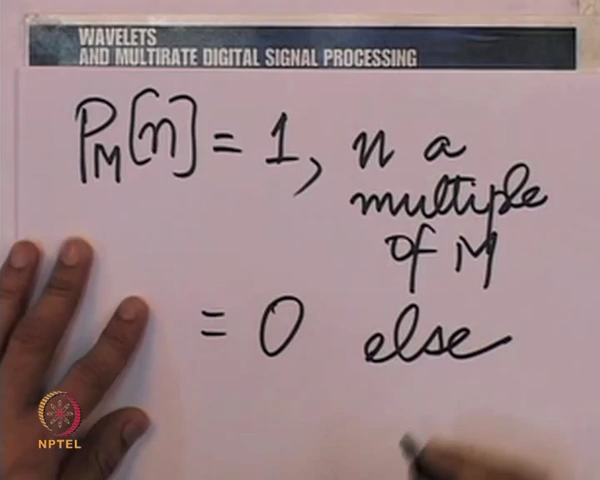 WAVELETS
AND MULTIRATE DIGITAL SIGNAL PROCESSING
P_M[n] = 1, n a
multiple
of M
= 0 else
NPTEL